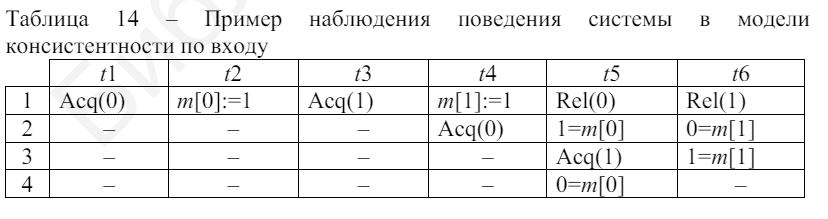 Таблица 14 – Пример наблюдения поведения системы в модели
консистентности по входу
t1 t2 t3 t4 t5 t6
1 Acq(0) m[0]:=1 Acq(1) m[1]:=1 Rel(0) Rel(1)
2 – – – Acq(0) 1=m[0] 0=m[1]
3 – – – – Acq(1) 1=m[1]
4 – – – – 0=m[0] –